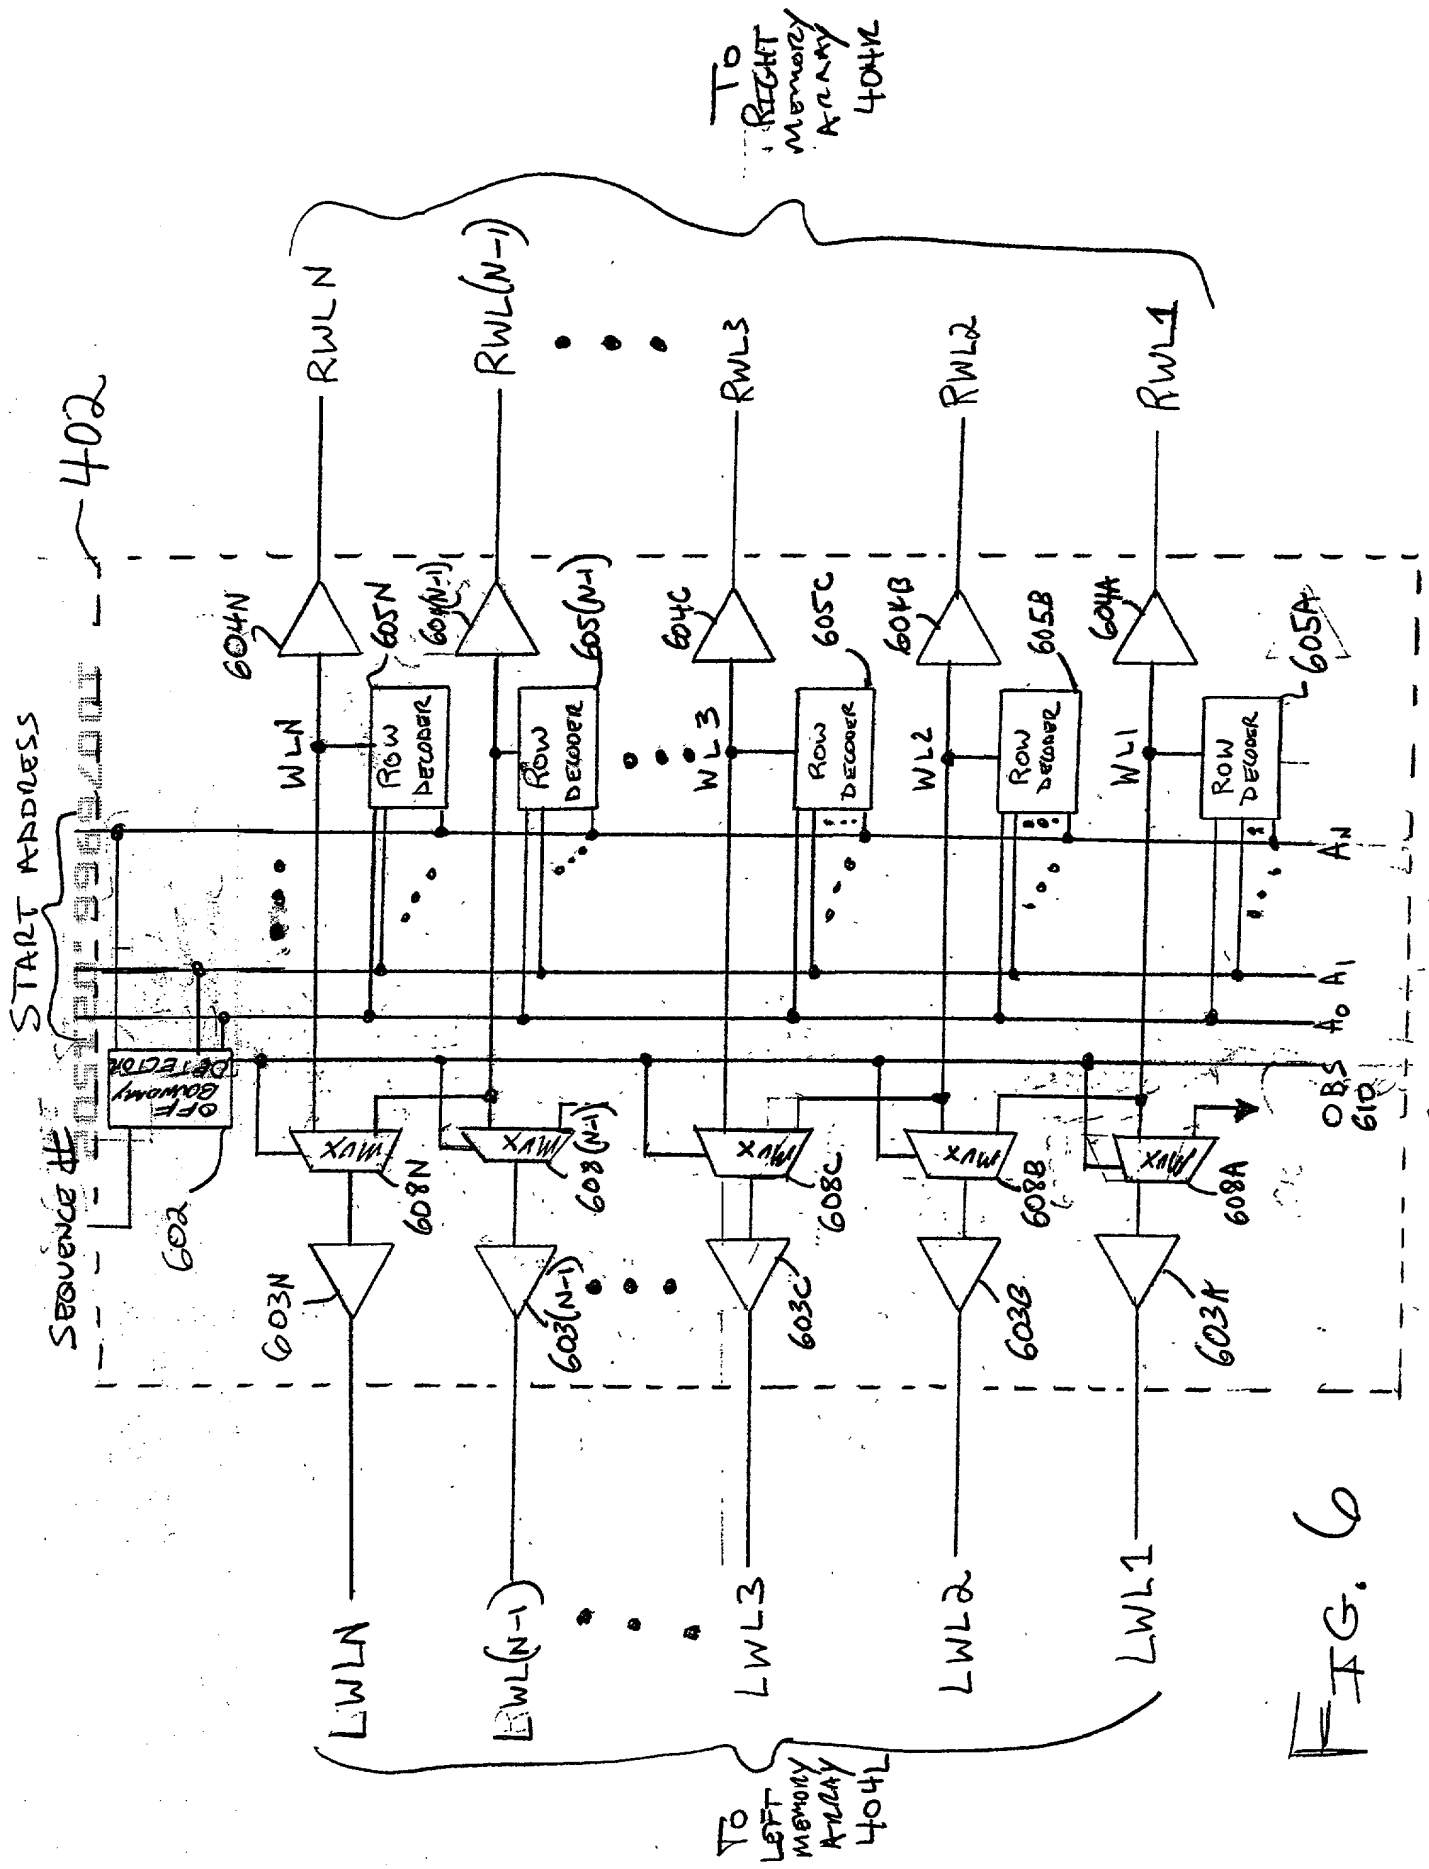 402
START ADDRESS
SEQUENCE #
OFF
BOUNDARY
DETECTOR
602
603N
608N
MUX
WLN
604N
LWLN
RWLN
ROW
DECODER
605N
603(N-1)
608(N-1)
MUX
604(N-1)
RWL(N-1)
ROW
DECODER
605(N-1)
LWL3
603C
608C
MUX
WL3
604C
RWL3
ROW
DECODER
605C
LWL2
603B
608B
MUX
WL2
604B
RWL2
ROW
DECODER
605B
LWL1
603A
608A
MUX
WL1
604A
RWL1
ROW
DECODER
605A
OBS
610
A0
A1
AN
TO
LEFT
MEMORY
ARRAY
404L
TO
RIGHT
MEMORY
ARRAY
404R
FIG. 6